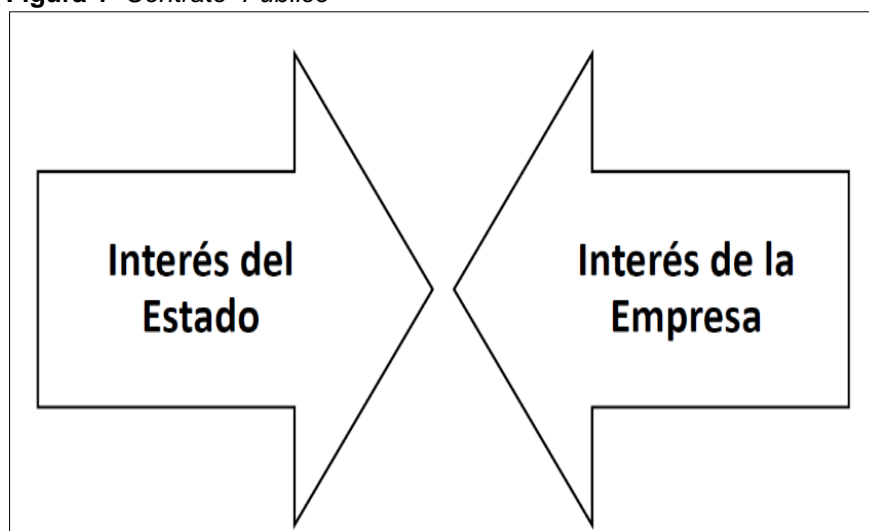 Figura 1 Contrato Público
Interés del
Estado
Interés de la
Empresa